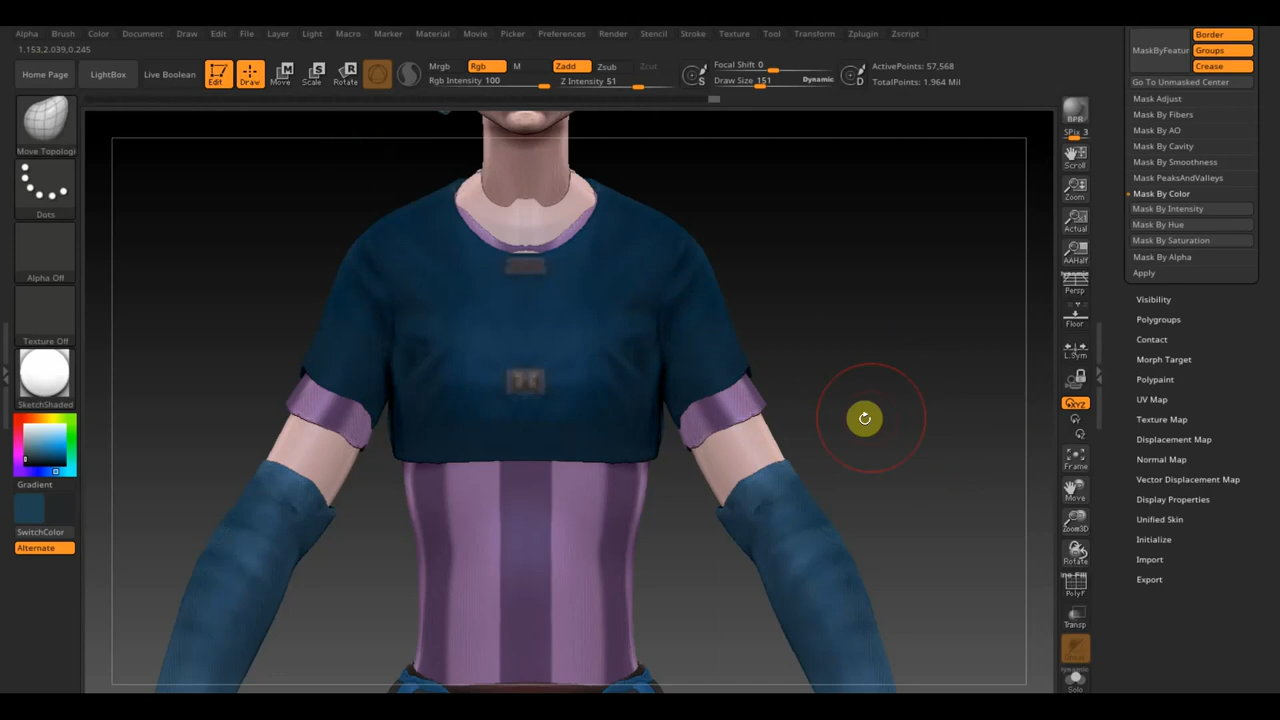 Alpha Brush Color Document Draw Edit File Layer Light Macro Marker Material Movie Picker Preferences Render Stencil Stroke Texture Tool Transform Zplugin Zscript
1.153,2.039,0.245
Home Page LightBox Live Boolean Edit Draw Move Scale Rotate
Mrgb Rgb M Zadd Zsub Zcut
Rgb Intensity 100 Z Intensity 51
Focal Shift 0
Draw Size 151 Dynamic
S
D
ActivePoints: 57,568
TotalPoints: 1.964 Mil
Move Topologi
Dots
Alpha Off
Texture Off
SketchShaded
Gradient
SwitchColor
Alternate
BPR
SPix 3
Scroll
Zoom
Actual
AAHalf
Dynamic
Persp
Floor
L.Sym
XYZ
Y
Z
Frame
Move
Zoom3D
Rotate
Line Fill
PolyF
Transp
Dynamic
Solo
MaskByFeatur
Border
Groups
Crease
Go To Unmasked Center
Mask Adjust
Mask By Fibers
Mask By AO
Mask By Cavity
Mask By Smoothness
Mask PeaksAndValleys
Mask By Color
Mask By Intensity
Mask By Hue
Mask By Saturation
Mask By Alpha
Apply
Visibility
Polygroups
Contact
Morph Target
Polypaint
UV Map
Texture Map
Displacement Map
Normal Map
Vector Displacement Map
Display Properties
Unified Skin
Initialize
Import
Export